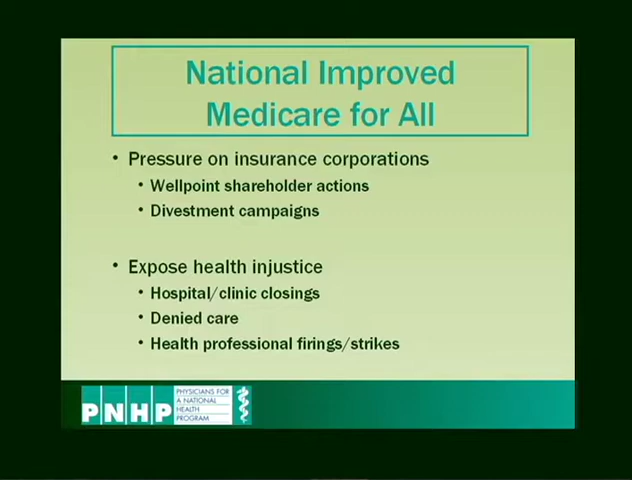 National Improved
Medicare for All
• Pressure on insurance corporations
• Wellpoint shareholder actions
• Divestment campaigns
• Expose health injustice
• Hospital/clinic closings
• Denied care
• Health professional firings/strikes
PNHP
PHYSICIANS FOR
A NATIONAL
HEALTH
PROGRAM